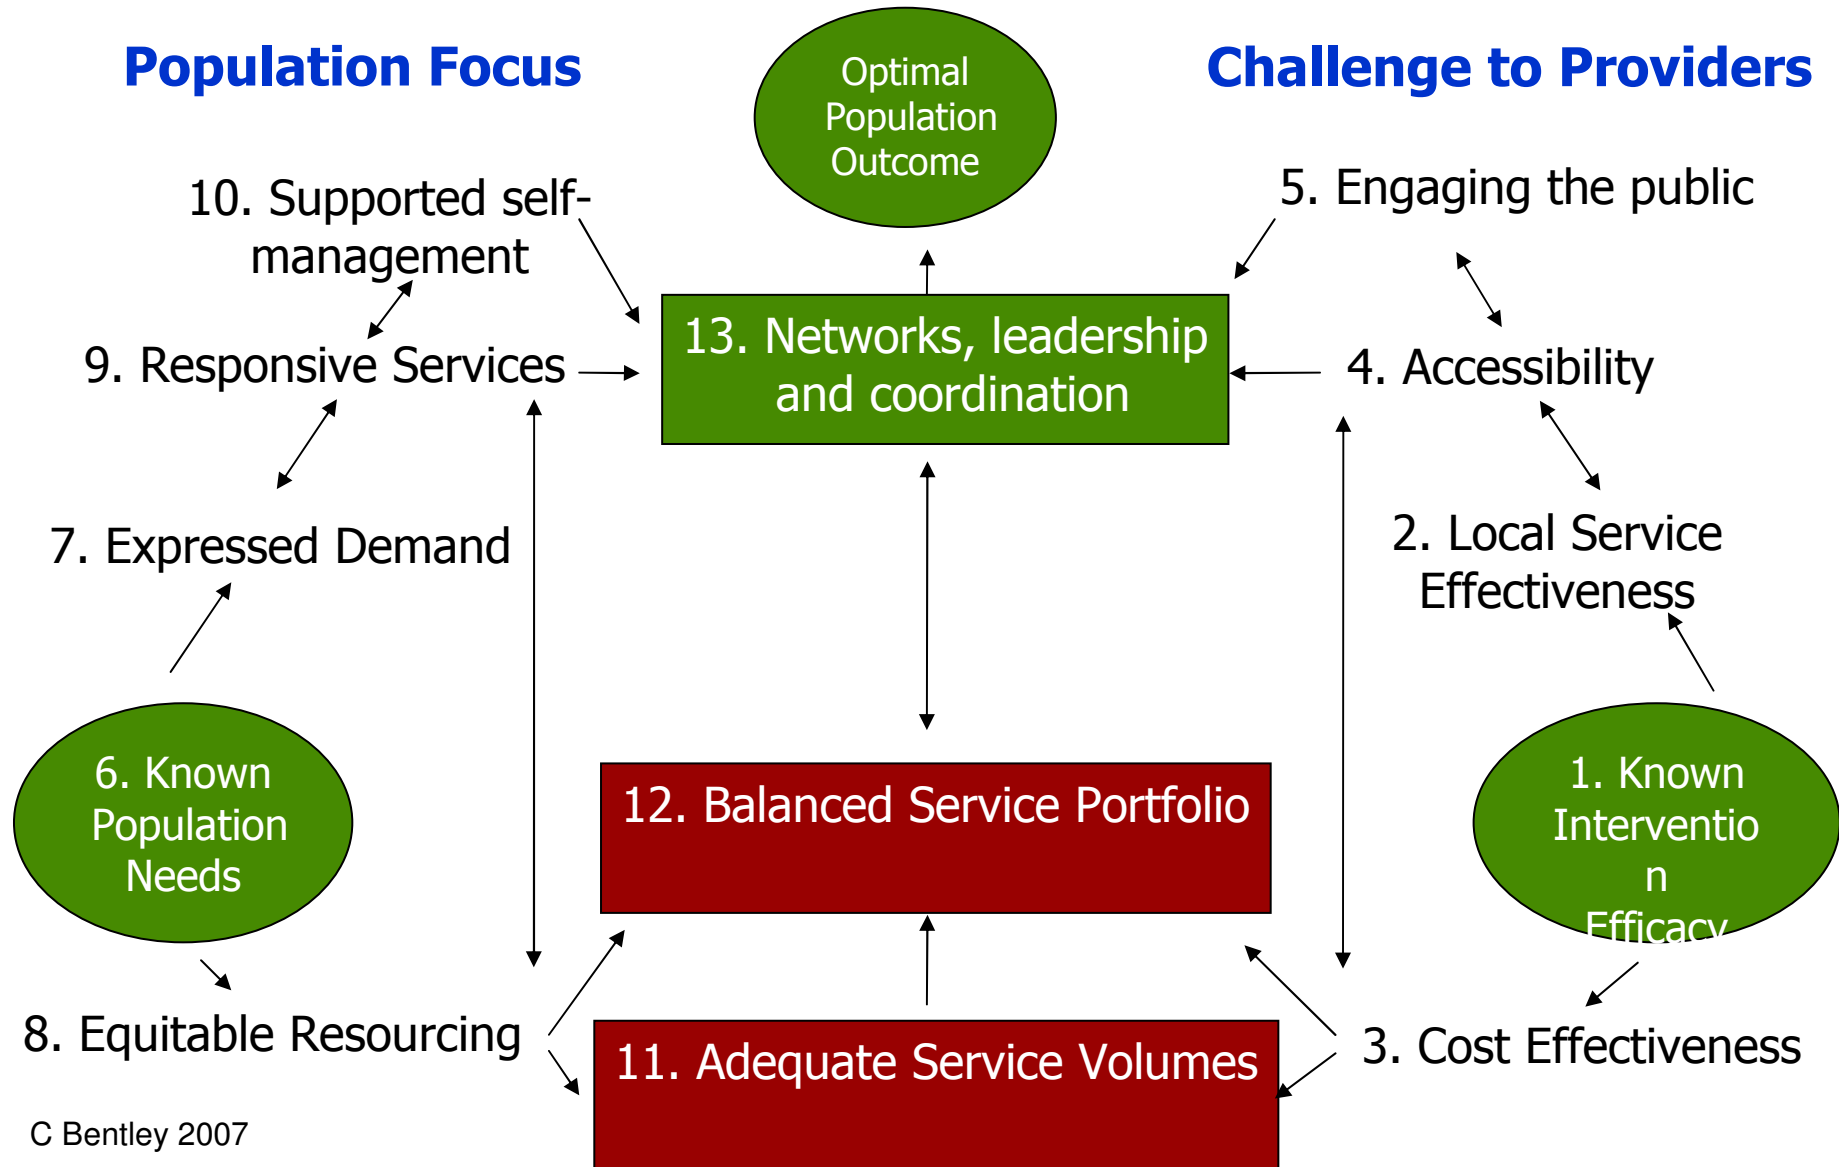 Population Focus
Optimal
Population
Outcome
Challenge to Providers
10. Supported self-
management
5. Engaging the public
13. Networks, leadership
and coordination
9. Responsive Services
4. Accessibility
7. Expressed Demand
2. Local Service
Effectiveness
6. Known
Population
Needs
12. Balanced Service Portfolio
1. Known
Interventio
n
Efficacy
8. Equitable Resourcing
11. Adequate Service Volumes
3. Cost Effectiveness
C Bentley 2007